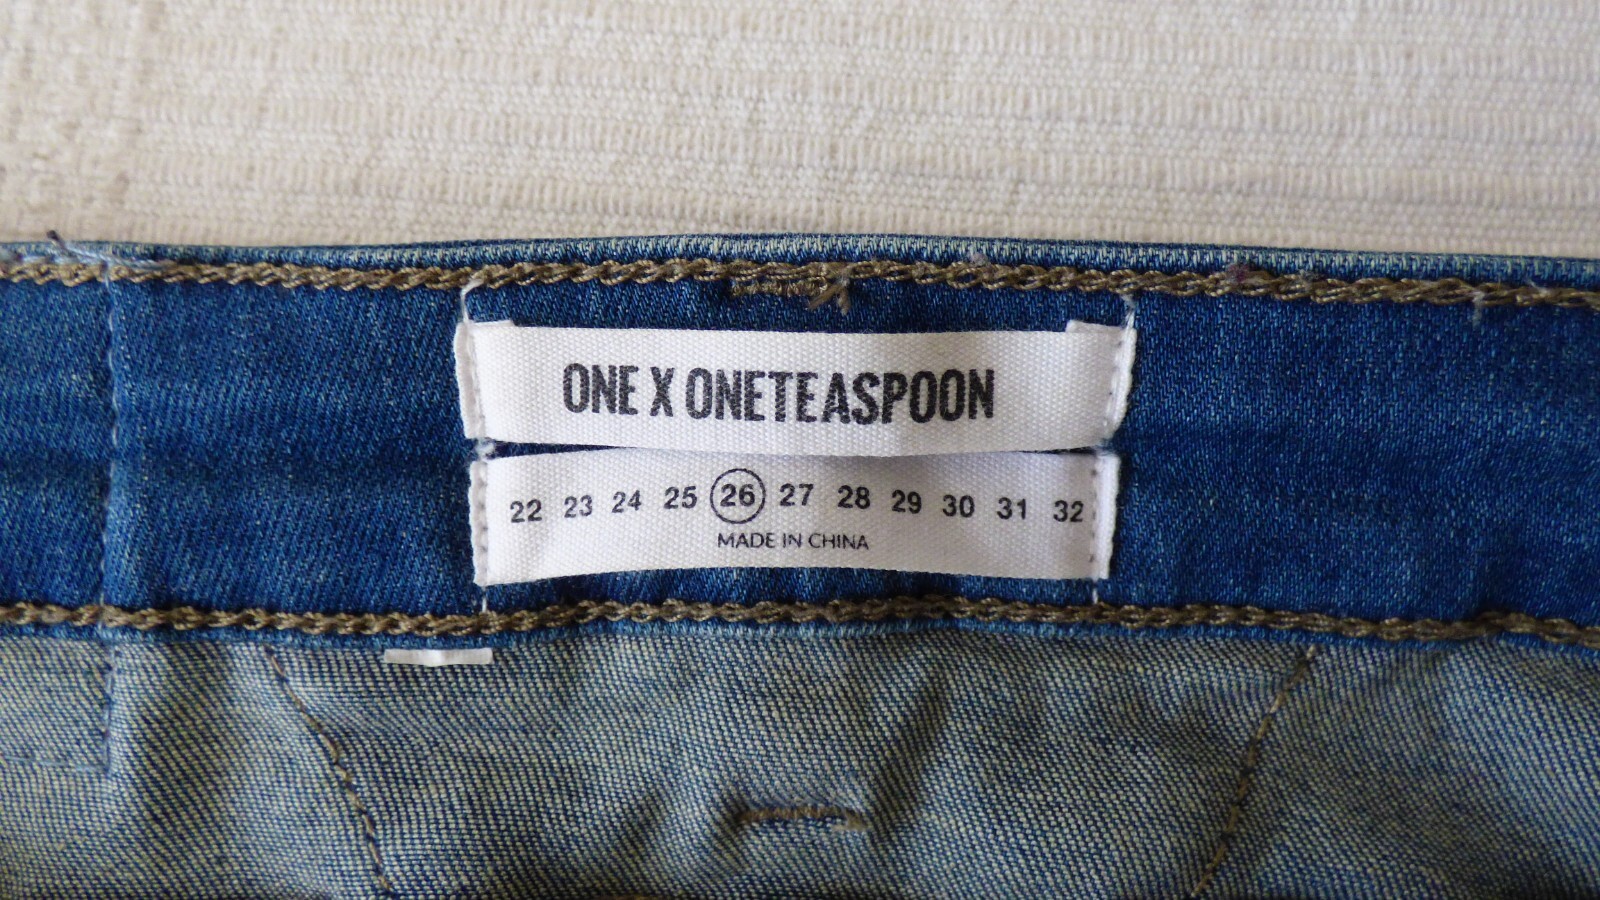 ONE X ONETEASPOON
22 23 24 25 26 27 28 29 30 31 32
MADE IN CHINA